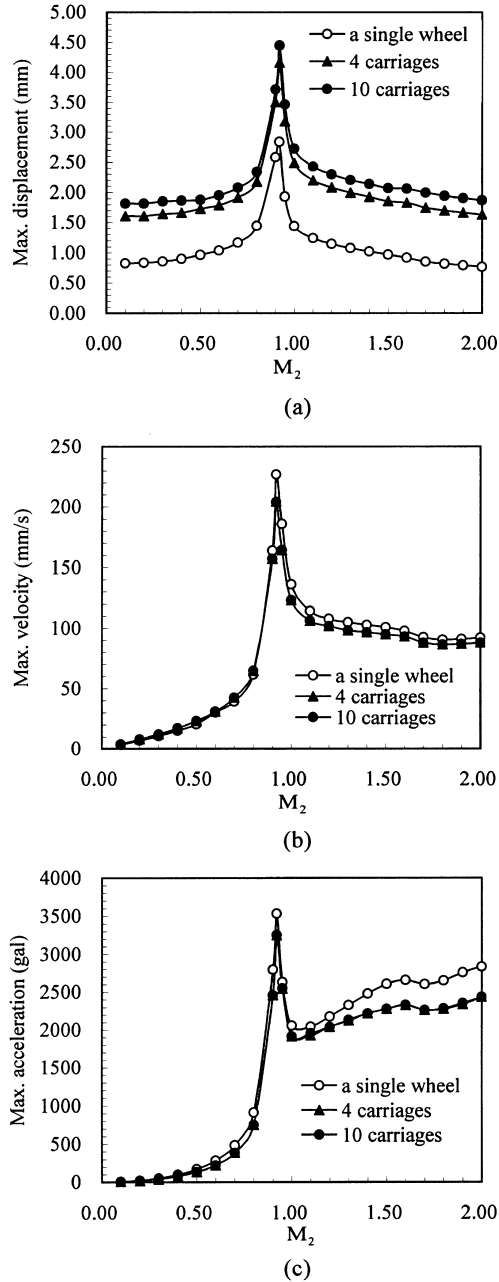 5.00
4.50
4.00
3.50
3.00
2.50
2.00
1.50
1.00
0.50
0.00
Max. displacement (mm)
a single wheel
4 carriages
10 carriages
0.00 0.50 1.00 1.50 2.00
M2
(a)
250
200
150
100
50
0
Max. velocity (mm/s)
a single wheel
4 carriages
10 carriages
0.00 0.50 1.00 1.50 2.00
M2
(b)
4000
3500
3000
2500
2000
1500
1000
500
0
Max. acceleration (gal)
a single wheel
4 carriages
10 carriages
0.00 0.50 1.00 1.50 2.00
M2
(c)